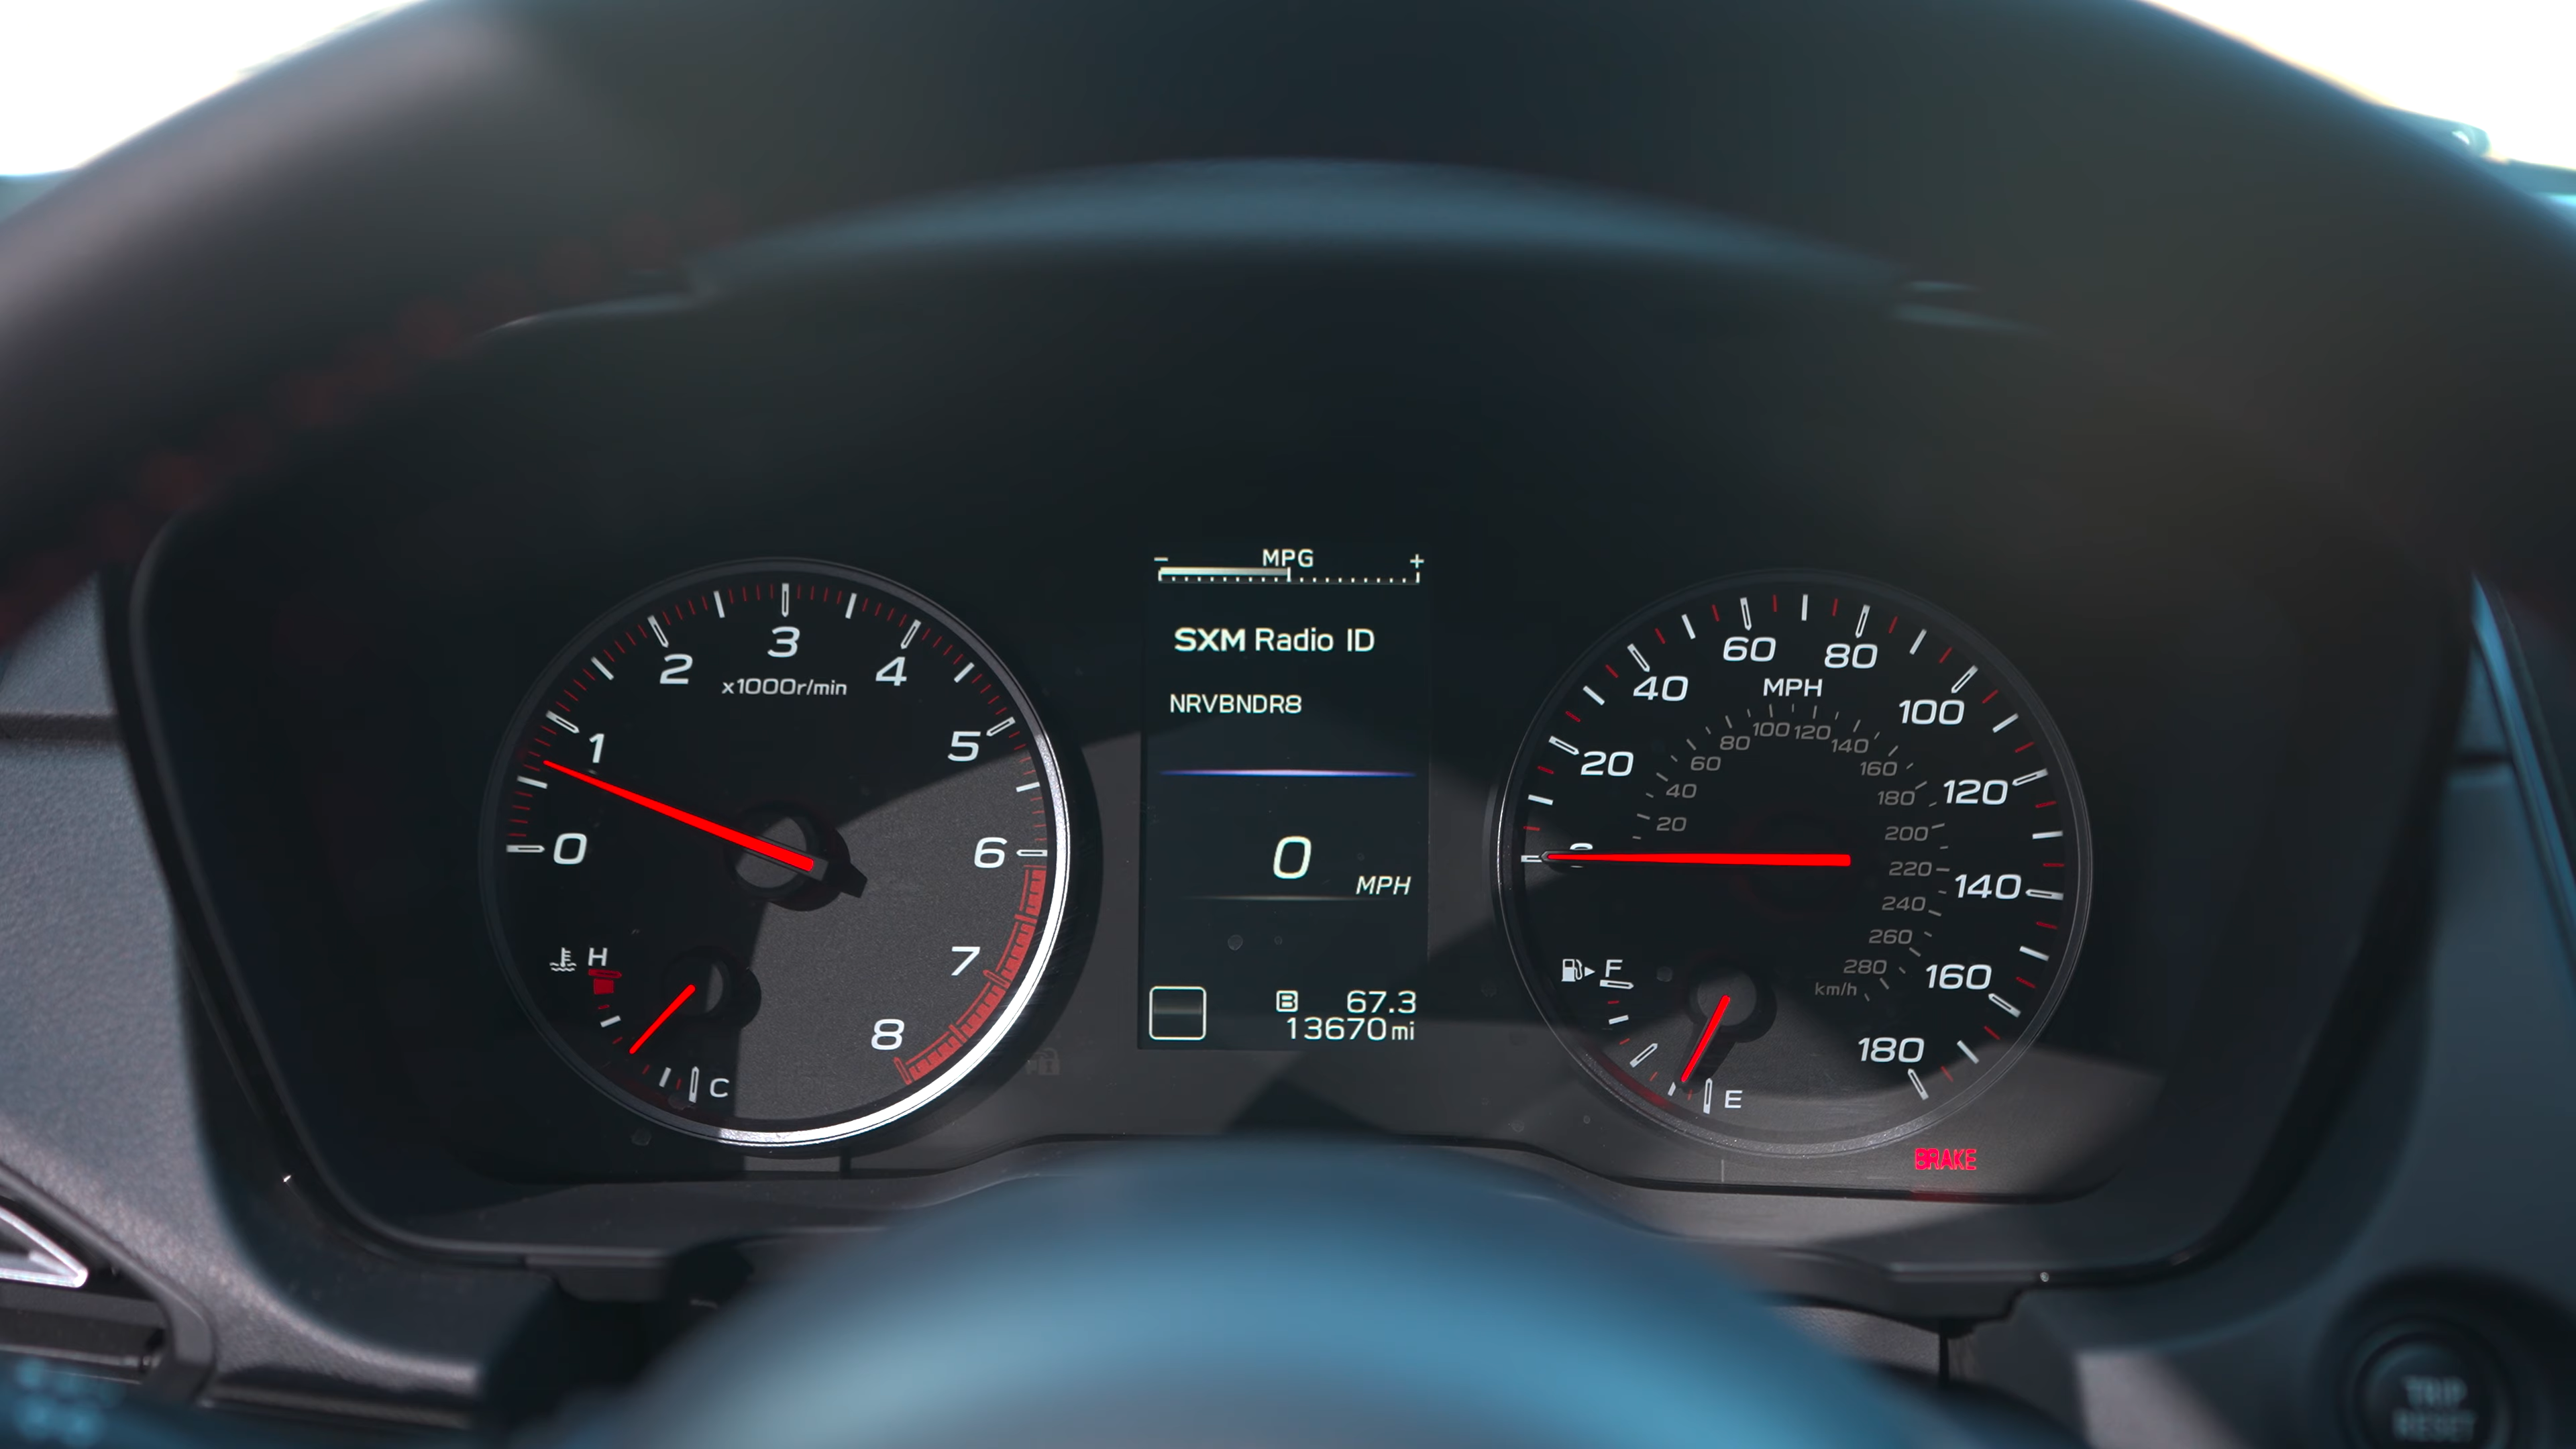 0
1
2
3
4
5
6
7
8
x1000r/min
H
C
- MPG +
SXM Radio ID
NRVBNDR8
0
MPH
B 67.3
13670mi
20
40
60
80
100
120
140
160
180
MPH
20
40
60
80
100
120
140
160
180
200
220
240
260
280
km/h
F
E
BRAKE
TRIP
RESET